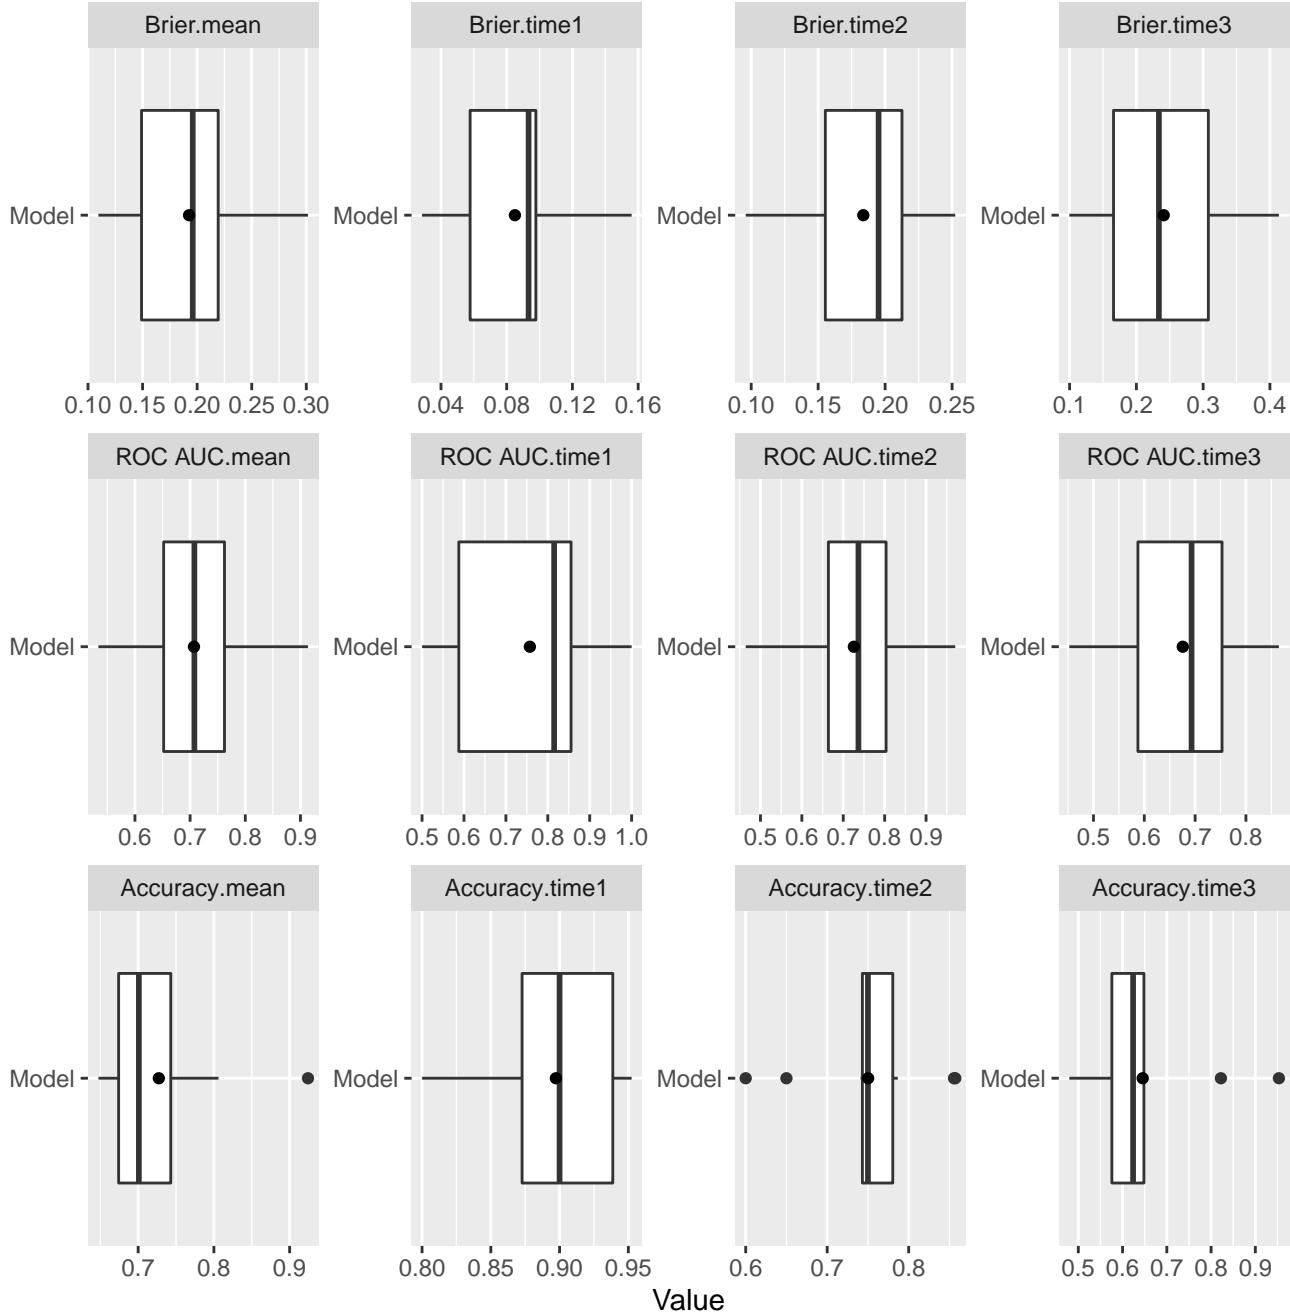 Brier.mean Brier.time1 Brier.time2 Brier.time3
Model Model Model Model
0.10 0.15 0.20 0.25 0.30 0.04 0.08 0.12 0.16 0.10 0.15 0.20 0.25 0.1 0.2 0.3 0.4
ROC AUC.mean ROC AUC.time1 ROC AUC.time2 ROC AUC.time3
Model Model Model Model
0.6 0.7 0.8 0.9 0.5 0.6 0.7 0.8 0.9 1.0 0.5 0.6 0.7 0.8 0.9 0.5 0.6 0.7 0.8
Accuracy.mean Accuracy.time1 Accuracy.time2 Accuracy.time3
Model Model Model Model
0.7 0.8 0.9 0.80 0.85 0.90 0.95 0.6 0.7 0.8 0.5 0.6 0.7 0.8 0.9
Value